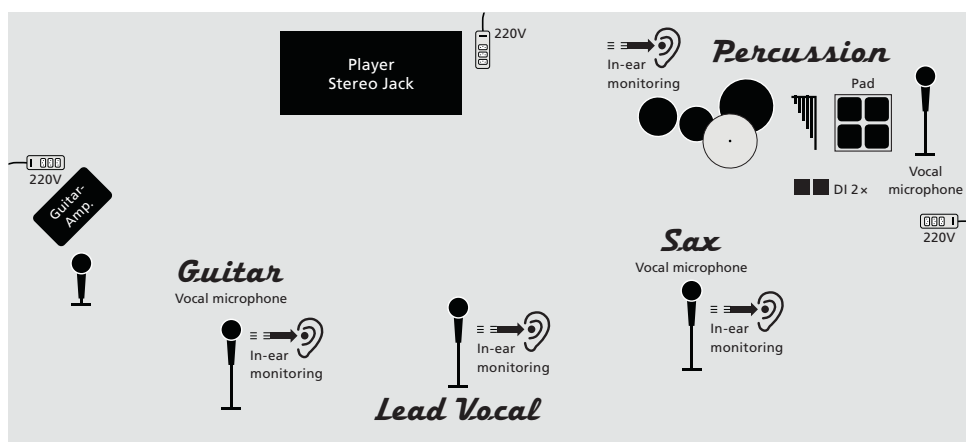 220V
Player
Stereo Jack
In-ear
monitoring
Percussion
Pad
Vocal
microphone
DI 2×
220V
220V
Guitar-
Amp.
Guitar
Vocal microphone
In-ear
monitoring
In-ear
monitoring
Lead Vocal
Sax
Vocal microphone
In-ear
monitoring